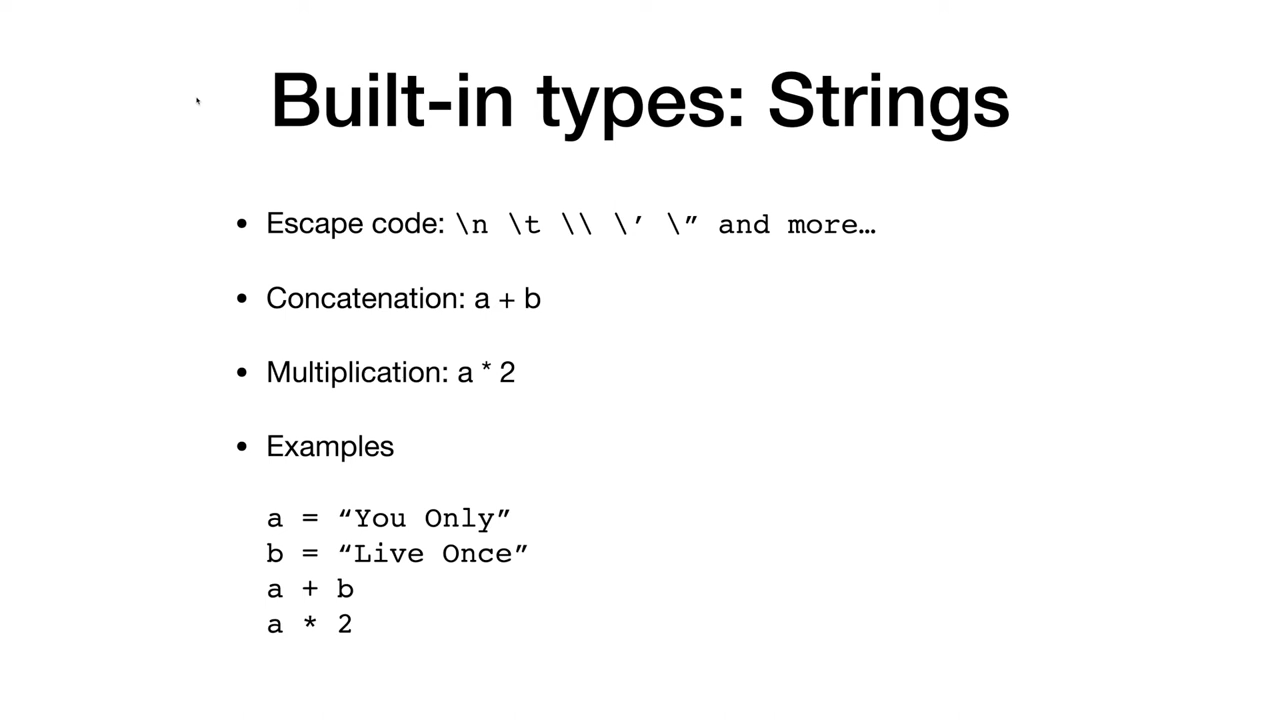 Built-in types: Strings
• Escape code: \n \t \\ \’ \” and more…
• Concatenation: a + b
• Multiplication: a * 2
• Examples
a = “You Only”
b = “Live Once”
a + b
a * 2